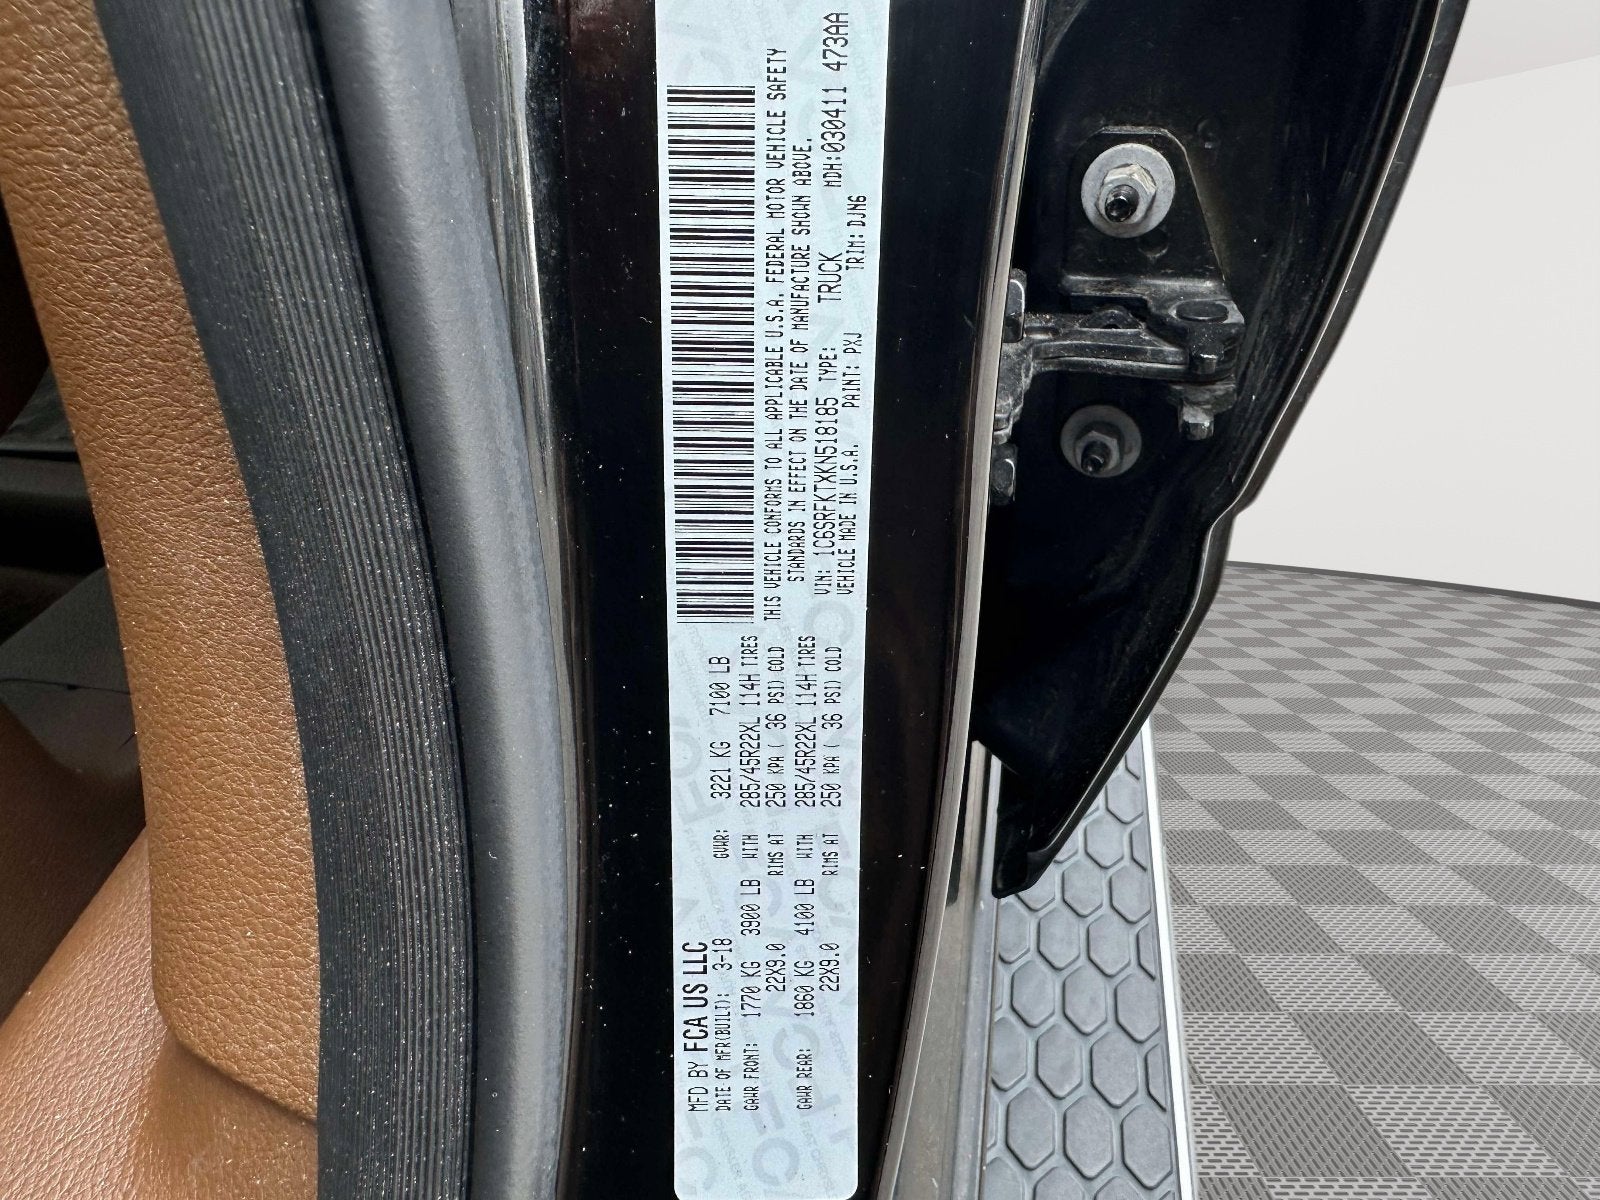 MFD BY FCA US LLC
DATE OF MFR(BUILT): 3-18 GVWR: 3221 KG 7100 LB
GAWR FRONT: 1770 KG 3900 LB WITH 285/45R22XL 114H TIRES
22X9.0 RIMS AT 250 KPA ( 36 PSI) COLD
GAWR REAR: 1860 KG 4100 LB WITH 285/45R22XL 114H TIRES
22X9.0 RIMS AT 250 KPA ( 36 PSI) COLD
THIS VEHICLE CONFORMS TO ALL APPLICABLE U.S.A. FEDERAL MOTOR VEHICLE SAFETY
STANDARDS IN EFFECT ON THE DATE OF MANUFACTURE SHOWN ABOVE.
VIN: 1C6SRFKTXKN518185 TYPE: TRUCK MDH:030411 473AA
VEHICLE MADE IN U.S.A. PAINT: PXJ TRIM: DJN6